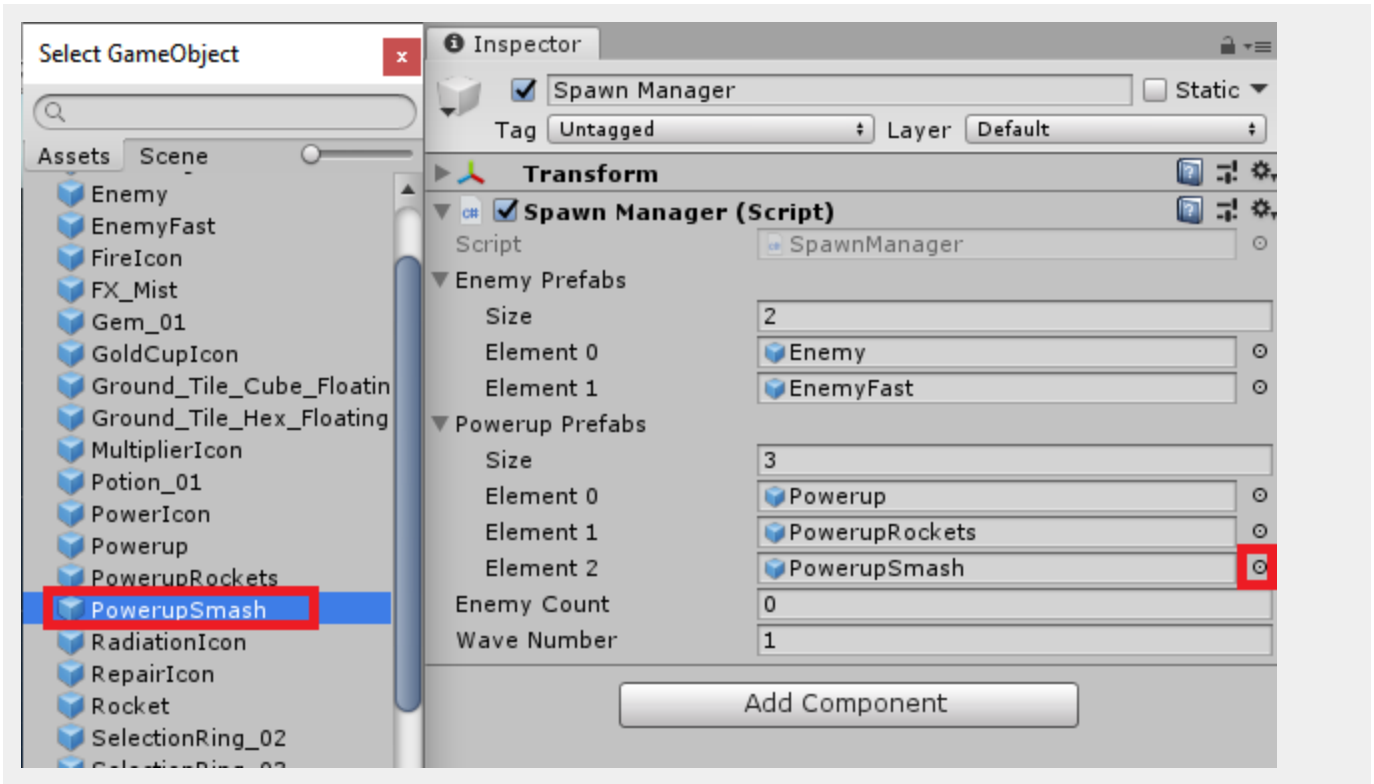 Select GameObject
x
Assets Scene
Enemy
EnemyFast
FireIcon
FX_Mist
Gem_01
GoldCupIcon
Ground_Tile_Cube_Floatin
Ground_Tile_Hex_Floating
MultiplierIcon
Potion_01
PowerIcon
Powerup
PowerupRockets
PowerupSmash
RadiationIcon
RepairIcon
Rocket
SelectionRing_02
Inspector
Spawn Manager Static
Tag Untagged Layer Default
Transform
c# Spawn Manager (Script)
Script SpawnManager
Enemy Prefabs
Size 2
Element 0 Enemy
Element 1 EnemyFast
Powerup Prefabs
Size 3
Element 0 Powerup
Element 1 PowerupRockets
Element 2 PowerupSmash
Enemy Count 0
Wave Number 1
Add Component